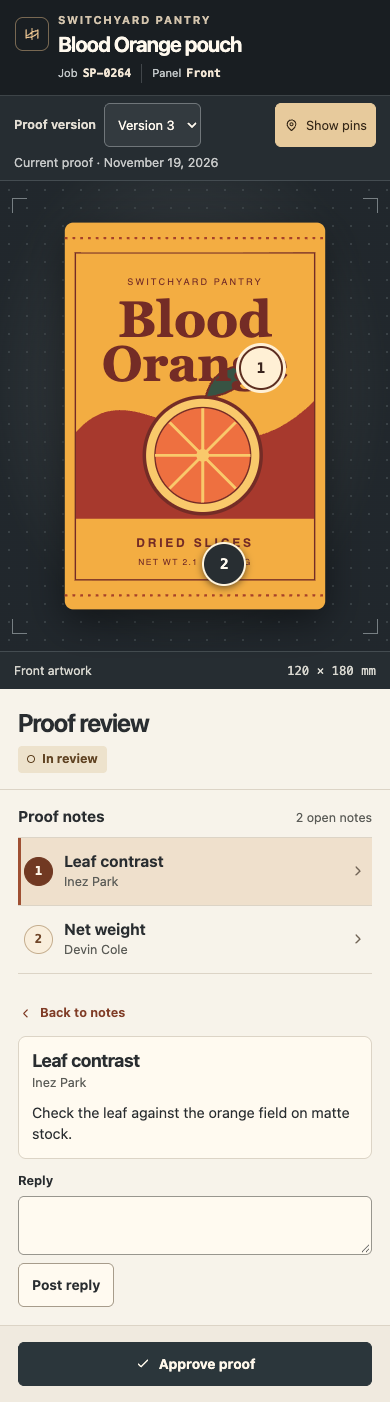 SWITCHYARD PANTRY
Blood Orange pouch
Job SP-0264 Panel Front
Proof version Version 3 Show pins
Current proof · November 19, 2026
SWITCHYARD PANTRY
Blood
1
DRIED SLICES
NET WT 2.1
2
Front artwork 120 × 180 mm
Proof review
In review
Proof notes 2 open notes
1 Leaf contrast
Inez Park
2 Net weight
Devin Cole
Back to notes
Leaf contrast
Inez Park
Check the leaf against the orange field on matte
stock.
Reply
Post reply
Approve proof